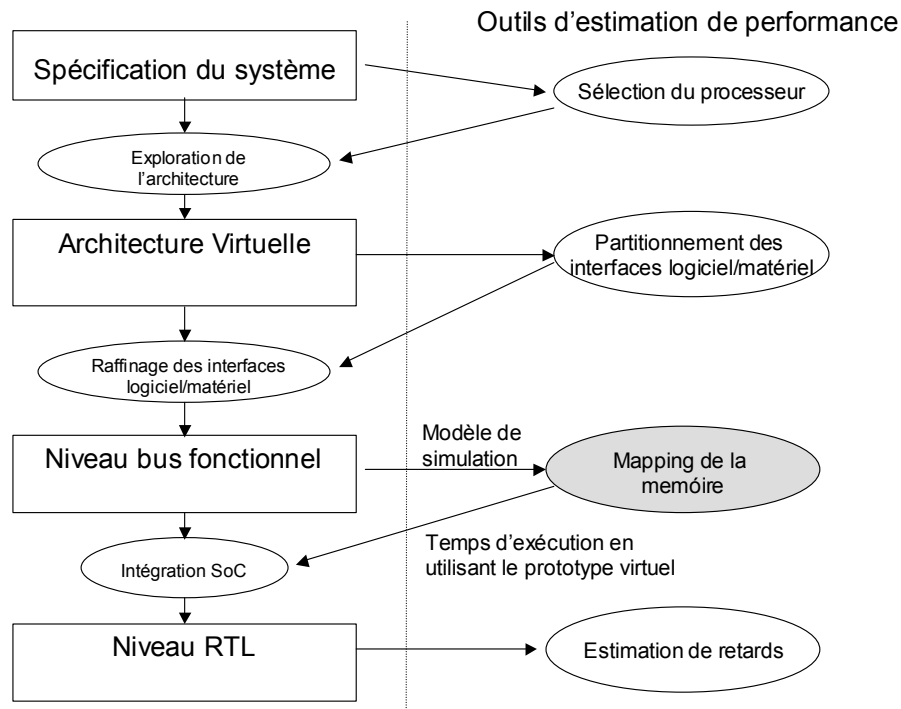 Outils d'estimation de performance
Spécification du système
Sélection du processeur
Exploration de
l'architecture
Architecture Virtuelle
Partitionnement des
interfaces logiciel/matériel
Raffinage des interfaces
logiciel/matériel
Niveau bus fonctionnel
Modèle de
simulation
Mapping de la
memóire
Intégration SoC
Temps d'exécution en
utilisant le prototype virtuel
Niveau RTL
Estimation de retards